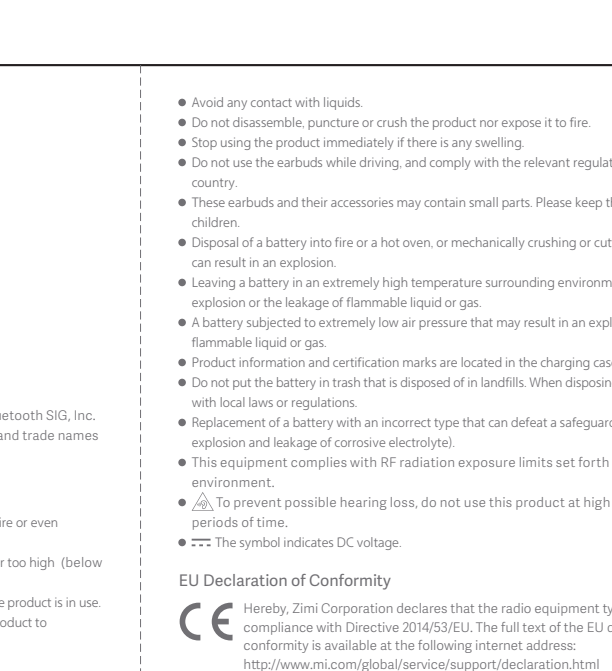 uetooth SIG, Inc.
and trade names
ire or even
r too high (below
e product is in use.
oduct to
● Avoid any contact with liquids.
● Do not disassemble, puncture or crush the product nor expose it to fire.
● Stop using the product immediately if there is any swelling.
● Do not use the earbuds while driving, and comply with the relevant regulat
country.
● These earbuds and their accessories may contain small parts. Please keep th
children.
● Disposal of a battery into fire or a hot oven, or mechanically crushing or cut
can result in an explosion.
● Leaving a battery in an extremely high temperature surrounding environm
explosion or the leakage of flammable liquid or gas.
● A battery subjected to extremely low air pressure that may result in an expl
flammable liquid or gas.
● Product information and certification marks are located in the charging case
● Do not put the battery in trash that is disposed of in landfills. When disposin
with local laws or regulations.
● Replacement of a battery with an incorrect type that can defeat a safeguard
explosion and leakage of corrosive electrolyte).
● This equipment complies with RF radiation exposure limits set forth
environment.
● To prevent possible hearing loss, do not use this product at high
periods of time.
● The symbol indicates DC voltage.
EU Declaration of Conformity
CE Hereby, Zimi Corporation declares that the radio equipment ty
compliance with Directive 2014/53/EU. The full text of the EU d
conformity is available at the following internet address:
http://www.mi.com/global/service/support/declaration.html